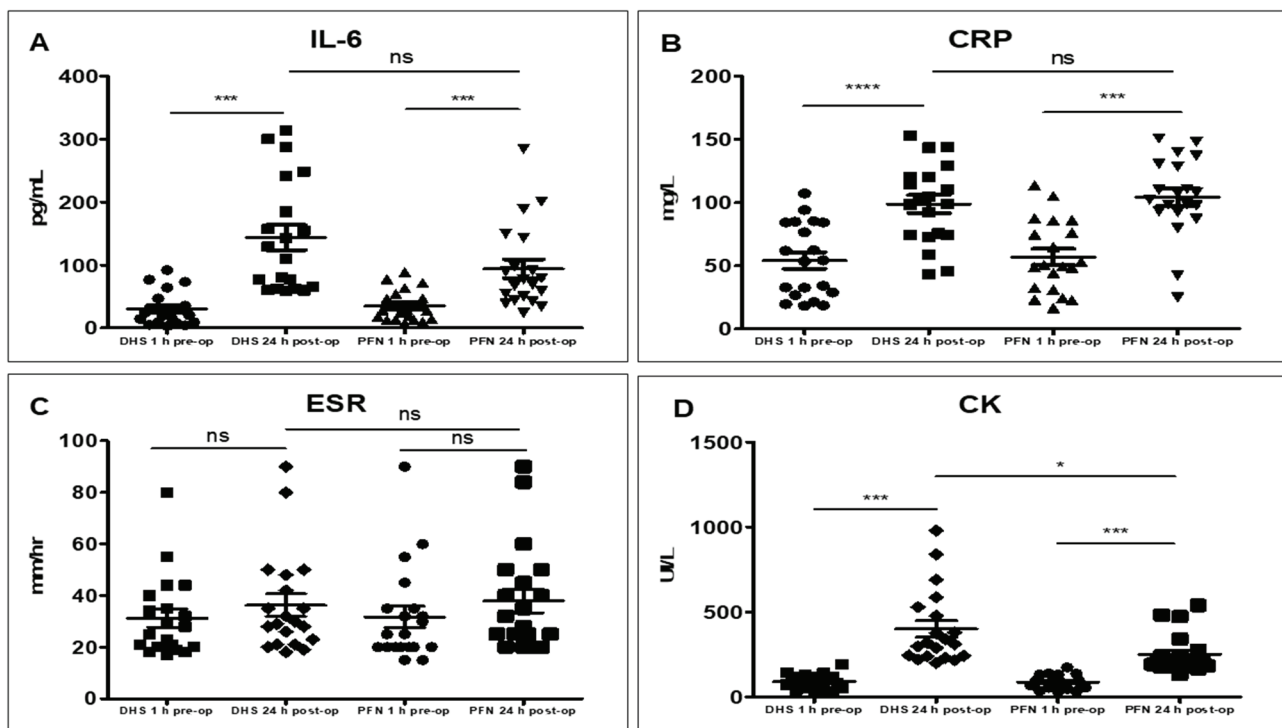 A
IL-6
ns
400
***
***
300
pg/mL
200
100
0
DHS 1 h pre-op DHS 24 h post-op PFN 1 h pre-op PFN 24 h post-op
B
CRP
ns
200
****
***
150
mg/L
100
50
0
DHS 1 h pre-op DHS 24 h post-op PFN 1 h pre-op PFN 24 h post-op
C
ESR
ns
100
ns
ns
80
mm/hr
60
40
20
0
DHS 1 h pre-op DHS 24 h post-op PFN 1 h pre-op PFN 24 h post-op
D
CK
1500
*
***
***
1000
UI/L
500
0
DHS 1 h pre-op DHS 24 h post-op PFN 1 h pre-op PFN 24 h post-op